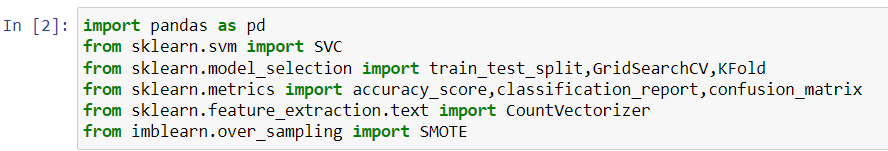 In [2]: import pandas as pd
from sklearn.svm import SVC
from sklearn.model_selection import train_test_split,GridSearchCV,KFold
from sklearn.metrics import accuracy_score,classification_report,confusion_matrix
from sklearn.feature_extraction.text import CountVectorizer
from imblearn.over_sampling import SMOTE